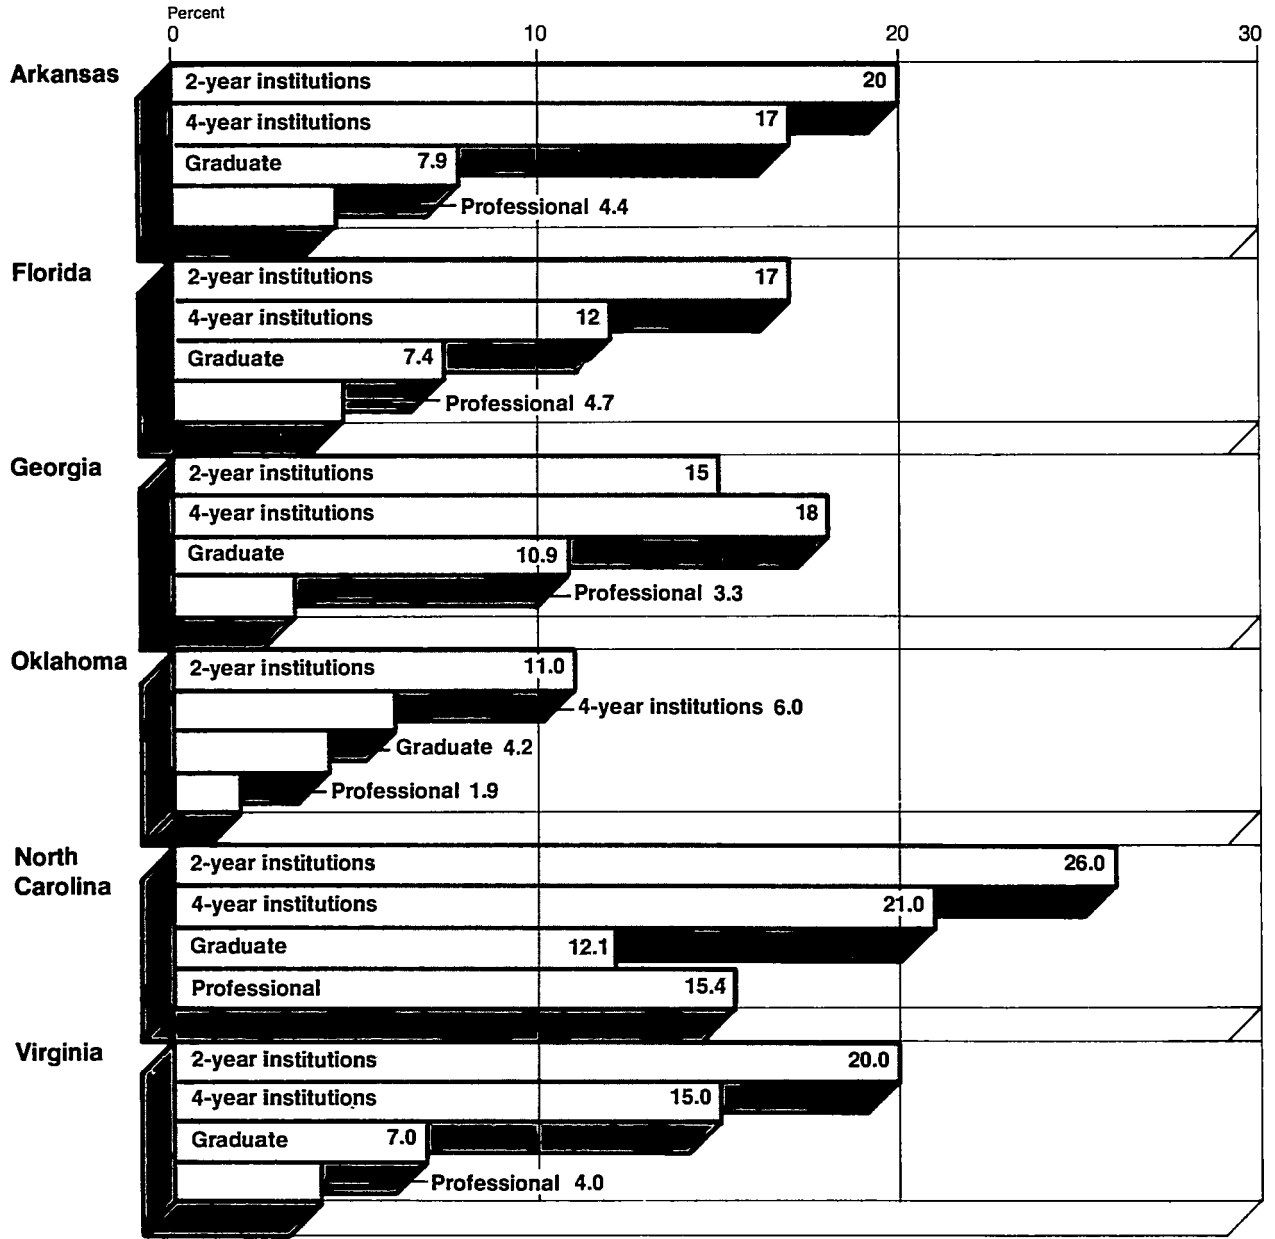 Percent
0 10 20 30
Arkansas
2-year institutions 20
4-year institutions 17
Graduate 7.9
Professional 4.4
Florida
2-year institutions 17
4-year institutions 12
Graduate 7.4
Professional 4.7
Georgia
2-year institutions 15
4-year institutions 18
Graduate 10.9
Professional 3.3
Oklahoma
2-year institutions 11.0
4-year institutions 6.0
Graduate 4.2
Professional 1.9
North
Carolina
2-year institutions 26.0
4-year institutions 21.0
Graduate 12.1
Professional 15.4
Virginia
2-year institutions 20.0
4-year institutions 15.0
Graduate 7.0
Professional 4.0